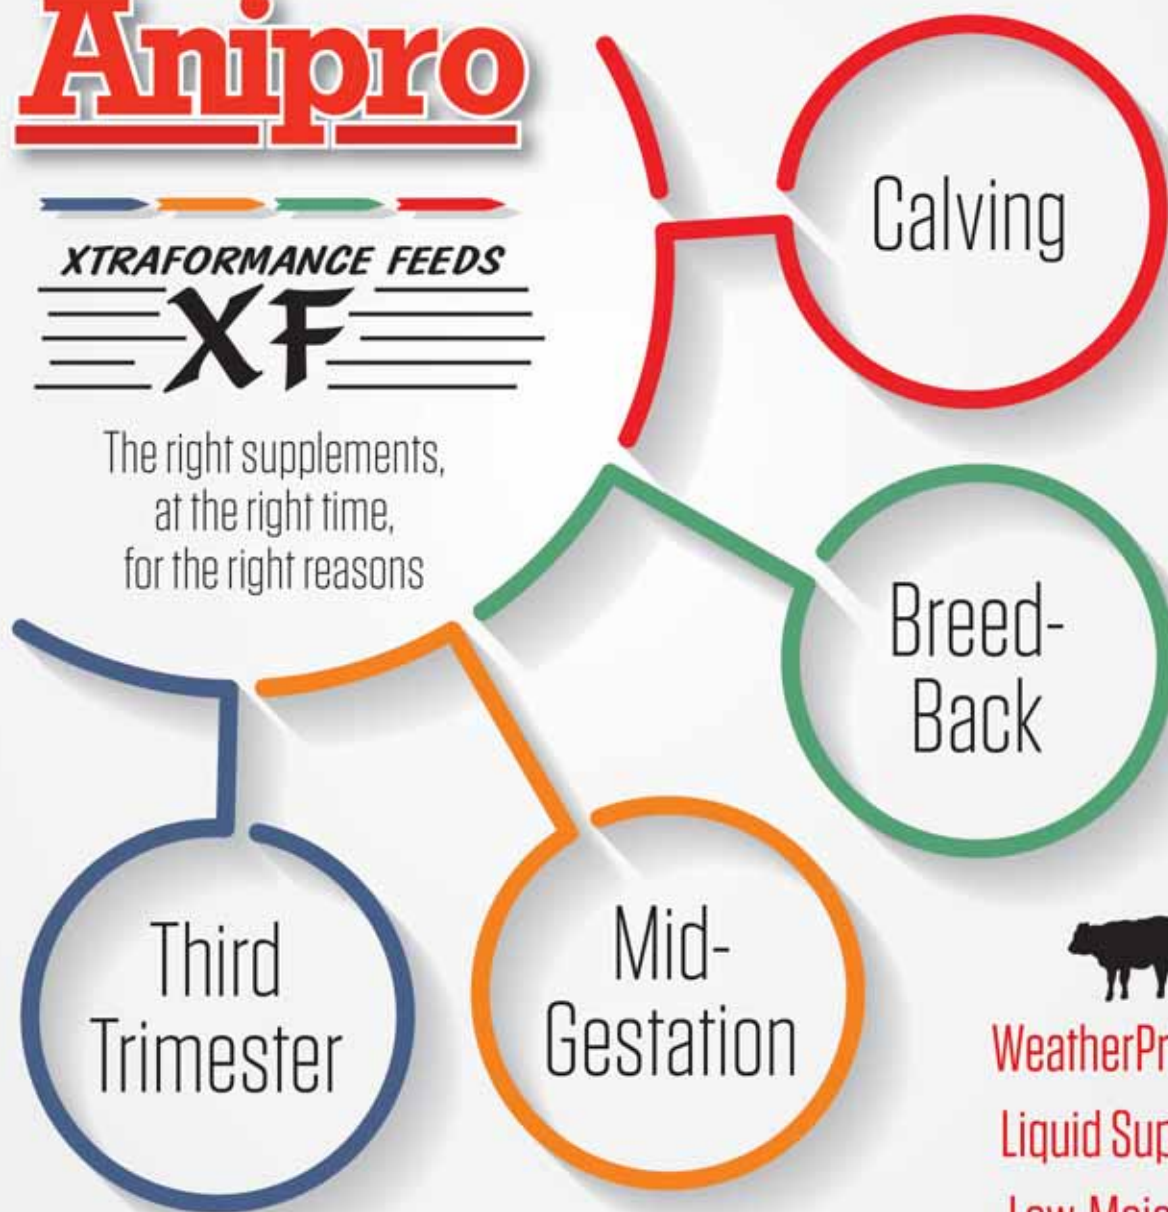 Anipro
XTRAFORMANCE FEEDS
XF
The right supplements,
at the right time,
for the right reasons
Calving
Breed-
Back
Mid-
Gestation
Third
Trimester
Liquid